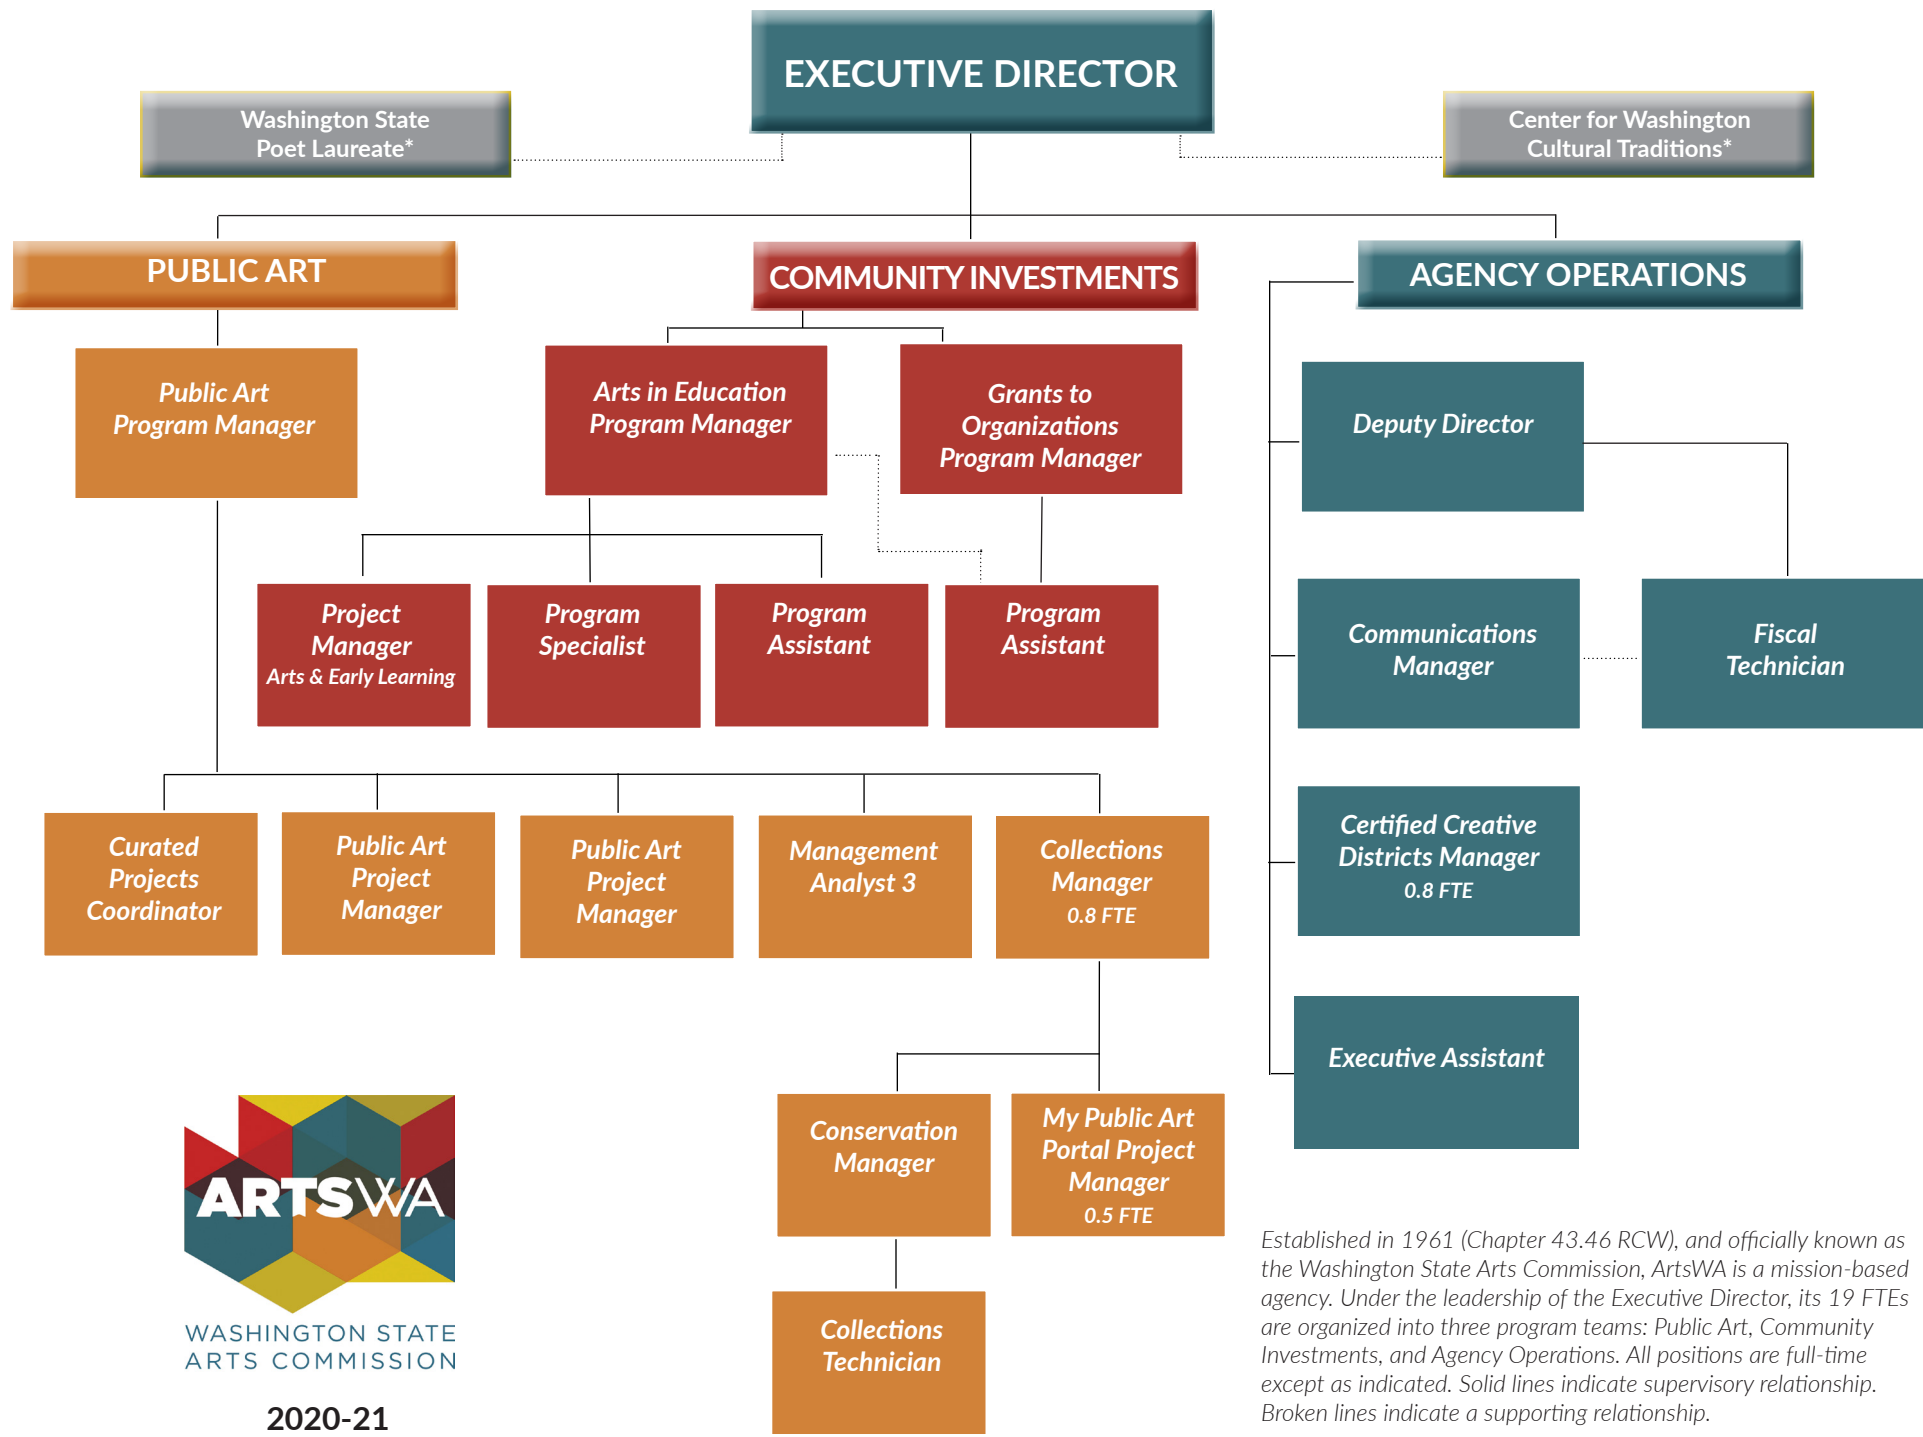 EXECUTIVE DIRECTOR
Washington State
Poet Laureate*
Center for Washington
Cultural Traditions*
PUBLIC ART
COMMUNITY INVESTMENTS
AGENCY OPERATIONS
Public Art
Program Manager
Arts in Education
Program Manager
Grants to
Organizations
Program Manager
Deputy Director
Project
Manager
Arts & Early Learning
Program
Specialist
Program
Assistant
Program
Assistant
Communications
Manager
Fiscal
Technician
Curated
Projects
Coordinator
Public Art
Project
Manager
Public Art
Project
Manager
Management
Analyst 3
Collections
Manager
0.8 FTE
Certified Creative
Districts Manager
0.8 FTE
Executive Assistant
Conservation
Manager
My Public Art
Portal Project
Manager
0.5 FTE
Collections
Technician
ARTSWA
WASHINGTON STATE
ARTS COMMISSION
2020-21
Established in 1961 (Chapter 43.46 RCW), and officially known as
the Washington State Arts Commission, ArtsWA is a mission-based
agency. Under the leadership of the Executive Director, its 19 FTEs
are organized into three program teams: Public Art, Community
Investments, and Agency Operations. All positions are full-time
except as indicated. Solid lines indicate supervisory relationship.
Broken lines indicate a supporting relationship.